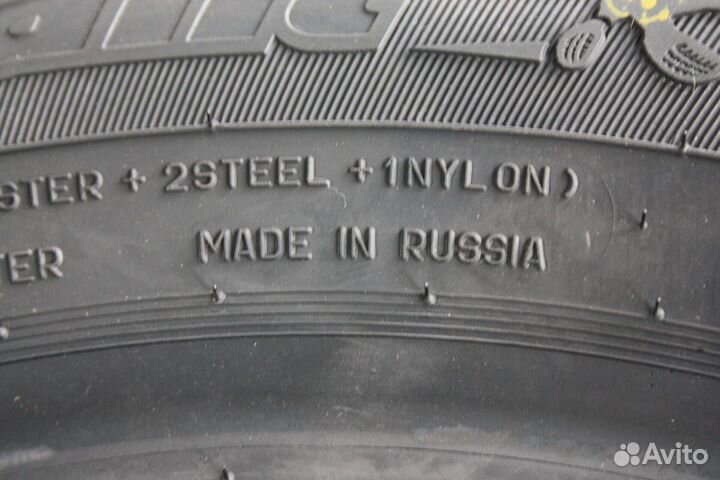 STER + 2STEEL + 1NYLON)
TER MADE IN RUSSIA
Avito